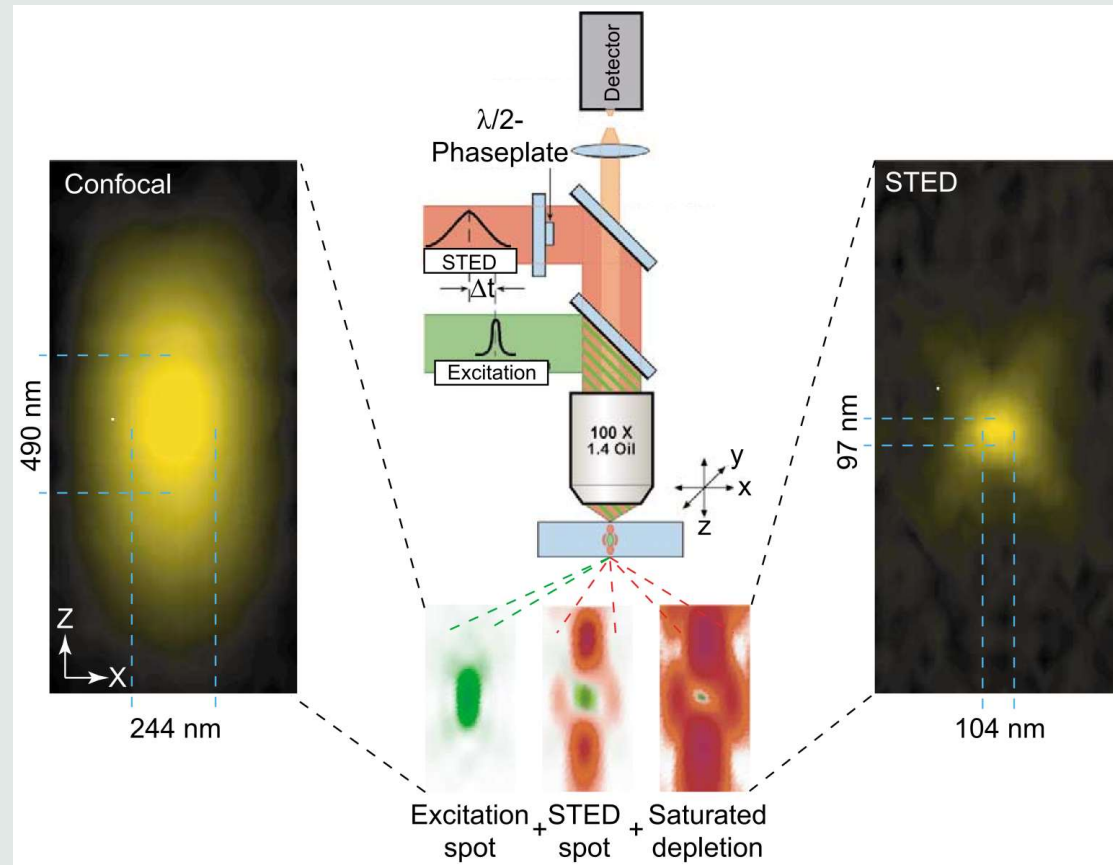 Detector
λ/2-
Phaseplate
Confocal
STED
STED
Δt
Excitation
490 nm
97 nm
100 X
1.4 Oil
y
x
z
Z
X
244 nm
104 nm
Excitation
spot
+
STED
spot
+
Saturated
depletion